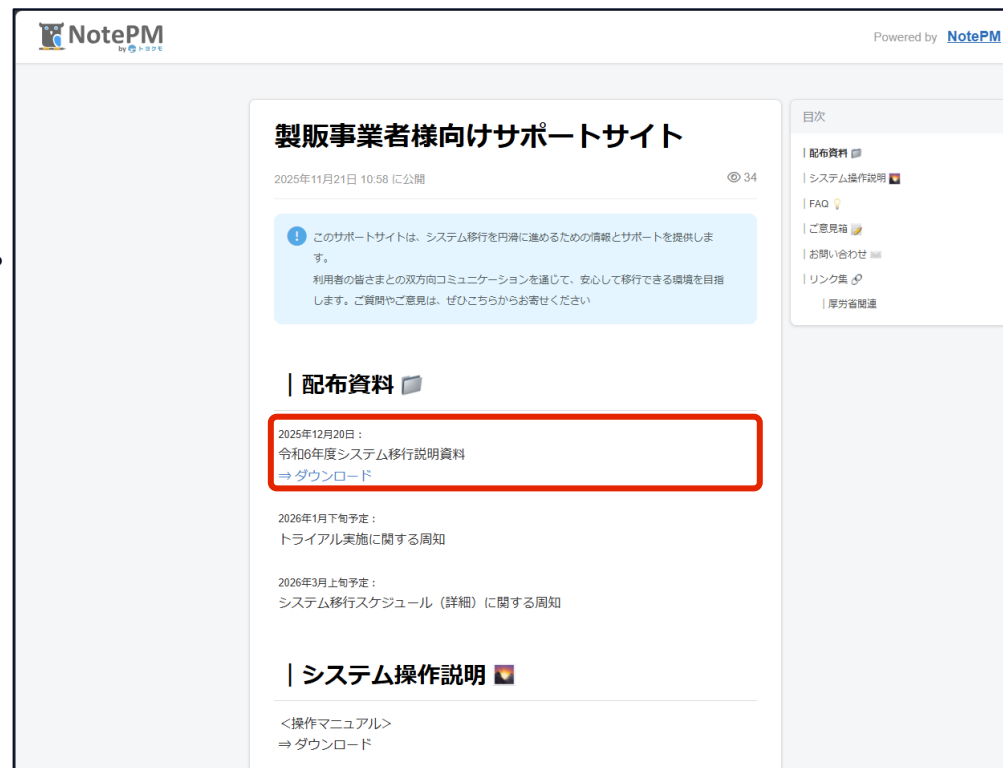 NotePM
by トヨクモ
Powered by NotePM
製販事業者様向けサポートサイト
2025年11月21日 10:58 に公開
34
このサポートサイトは、システム移行を円滑に進めるための情報とサポートを提供しま
す。
利用者の皆さまとの双方向コミュニケーションを通じて、安心して移行できる環境を目指
します。ご質問やご意見は、ぜひこちらからお寄せください
｜配布資料
2025年12月20日：
令和6年度システム移行説明資料
⇒ ダウンロード
2026年1月下旬予定：
トライアル実施に関する周知
2026年3月上旬予定：
システム移行スケジュール（詳細）に関する周知
｜システム操作説明
＜操作マニュアル＞
⇒ ダウンロード
目次
｜配布資料
｜システム操作説明
｜FAQ
｜ご意見箱
｜お問い合わせ
｜リンク集
｜厚労省関連